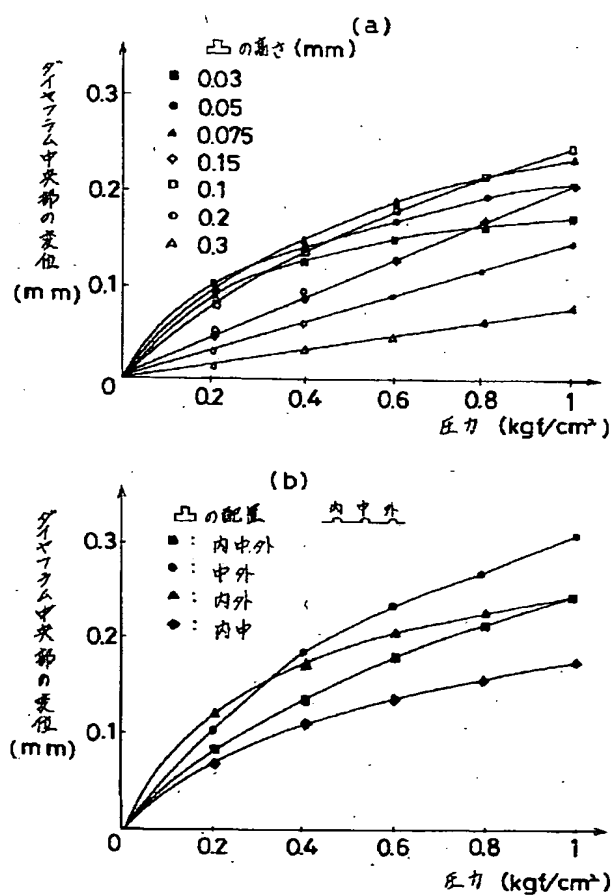 (a)
凸の高さ(mm)
■ 0.03
● 0.05
▲ 0.075
◇ 0.15
□ 0.1
○ 0.2
△ 0.3
ダイヤフラム中央部の変位
(mm)
0.3
0.2
0.1
0
0.2 0.4 0.6 0.8 1
圧力 (kgf/cm²)
(b)
凸の配置
内中外
■ : 内中外
● : 中外
▲ : 内外
◆ : 内中
ダイヤフラム中央部の変位
(mm)
0.3
0.2
0.1
0
0.2 0.4 0.6 0.8 1
圧力 (kgf/cm²)